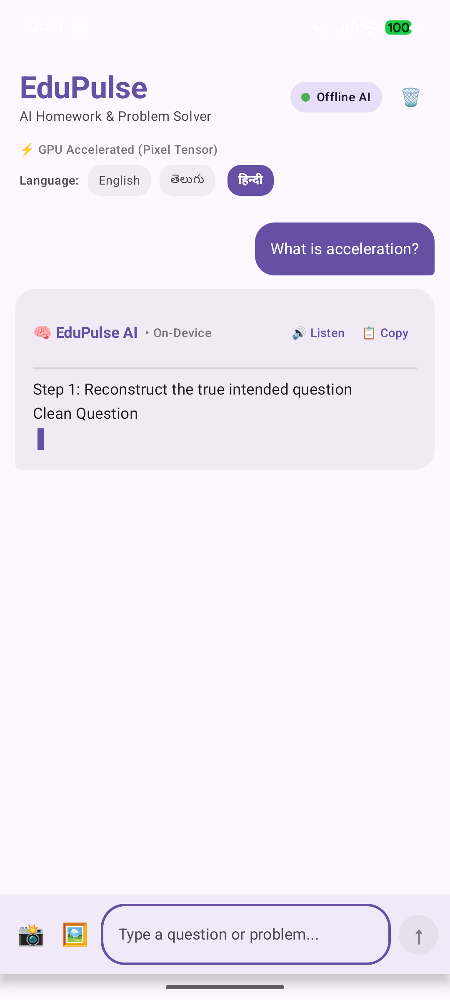 12:43
100
EduPulse
AI Homework & Problem Solver
Offline AI
GPU Accelerated (Pixel Tensor)
Language: English తెలుగు हिन्दी
What is acceleration?
EduPulse AI • On-Device Listen Copy
Step 1: Reconstruct the true intended question
Clean Question
Type a question or problem...